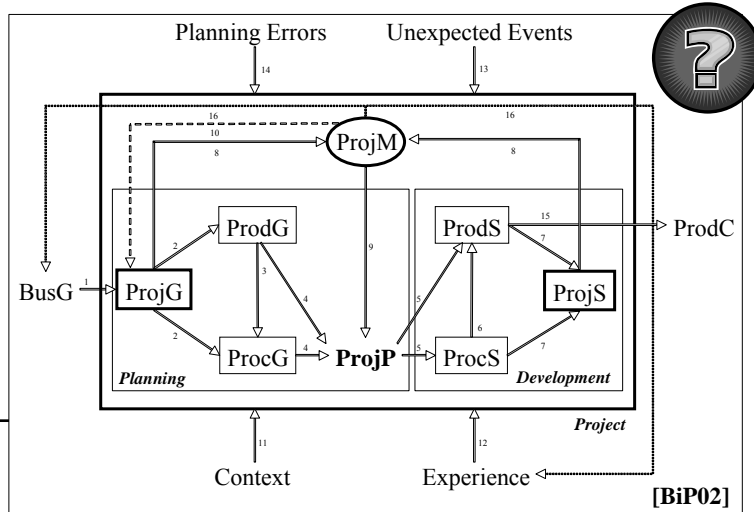 Planning Errors Unexpected Events
?
14 13
16 16
10
ProjM
8 8
ProdG ProdS 15 ProdC
2 9 7
3 4 5
BusG 1 ProjG ProjS
2 6 7
ProcG 4 ProjP 5 ProcS
Planning Development
Project
11 12
Context Experience
[BiP02]